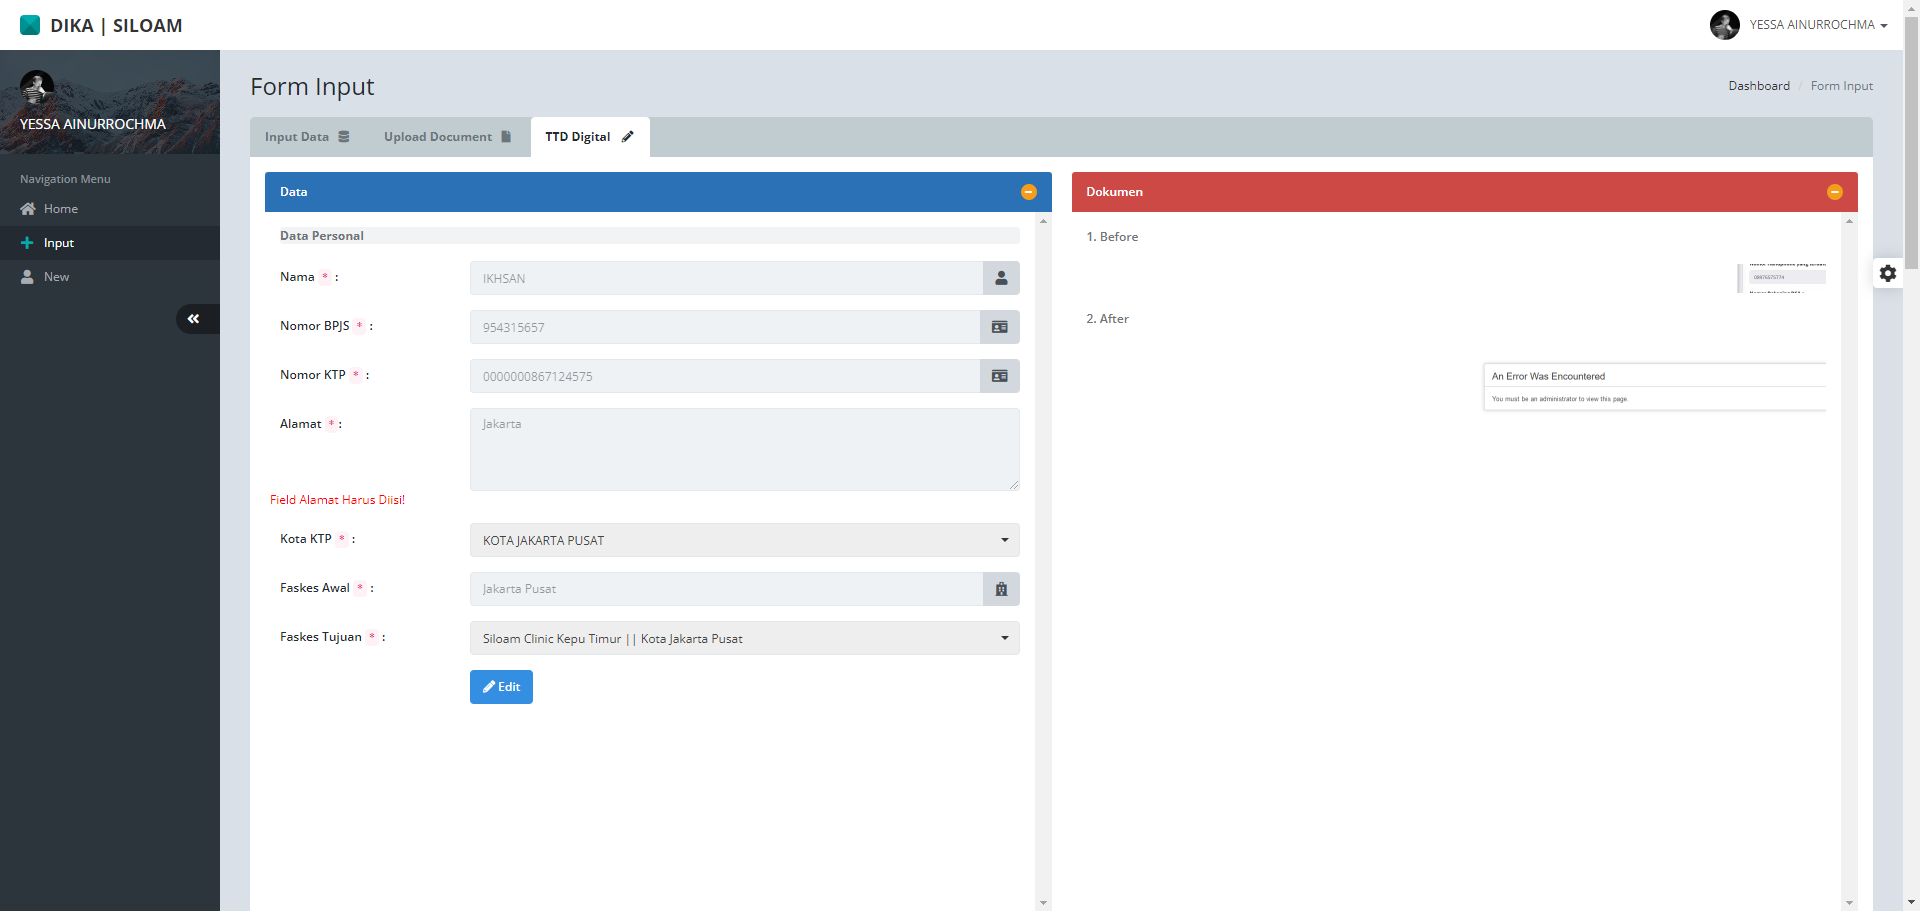 DIKA | SILOAM
YESSA AINURROCHMA
YESSA AINURROCHMA
Navigation Menu
Home
Input
New
Form Input
Dashboard / Form Input
Input Data
Upload Document
TTD Digital
Data
Data Personal
Nama * :
IKHSAN
Nomor BPJS * :
954315657
Nomor KTP * :
0000000867124575
Alamat * :
Jakarta
Field Alamat Harus Diisi!
Kota KTP * :
KOTA JAKARTA PUSAT
Faskes Awal * :
Jakarta Pusat
Faskes Tujuan * :
Siloam Clinic Kepu Timur || Kota Jakarta Pusat
Edit
Dokumen
1. Before
2. After
An Error Was Encountered
You must be an administrator to view this page.